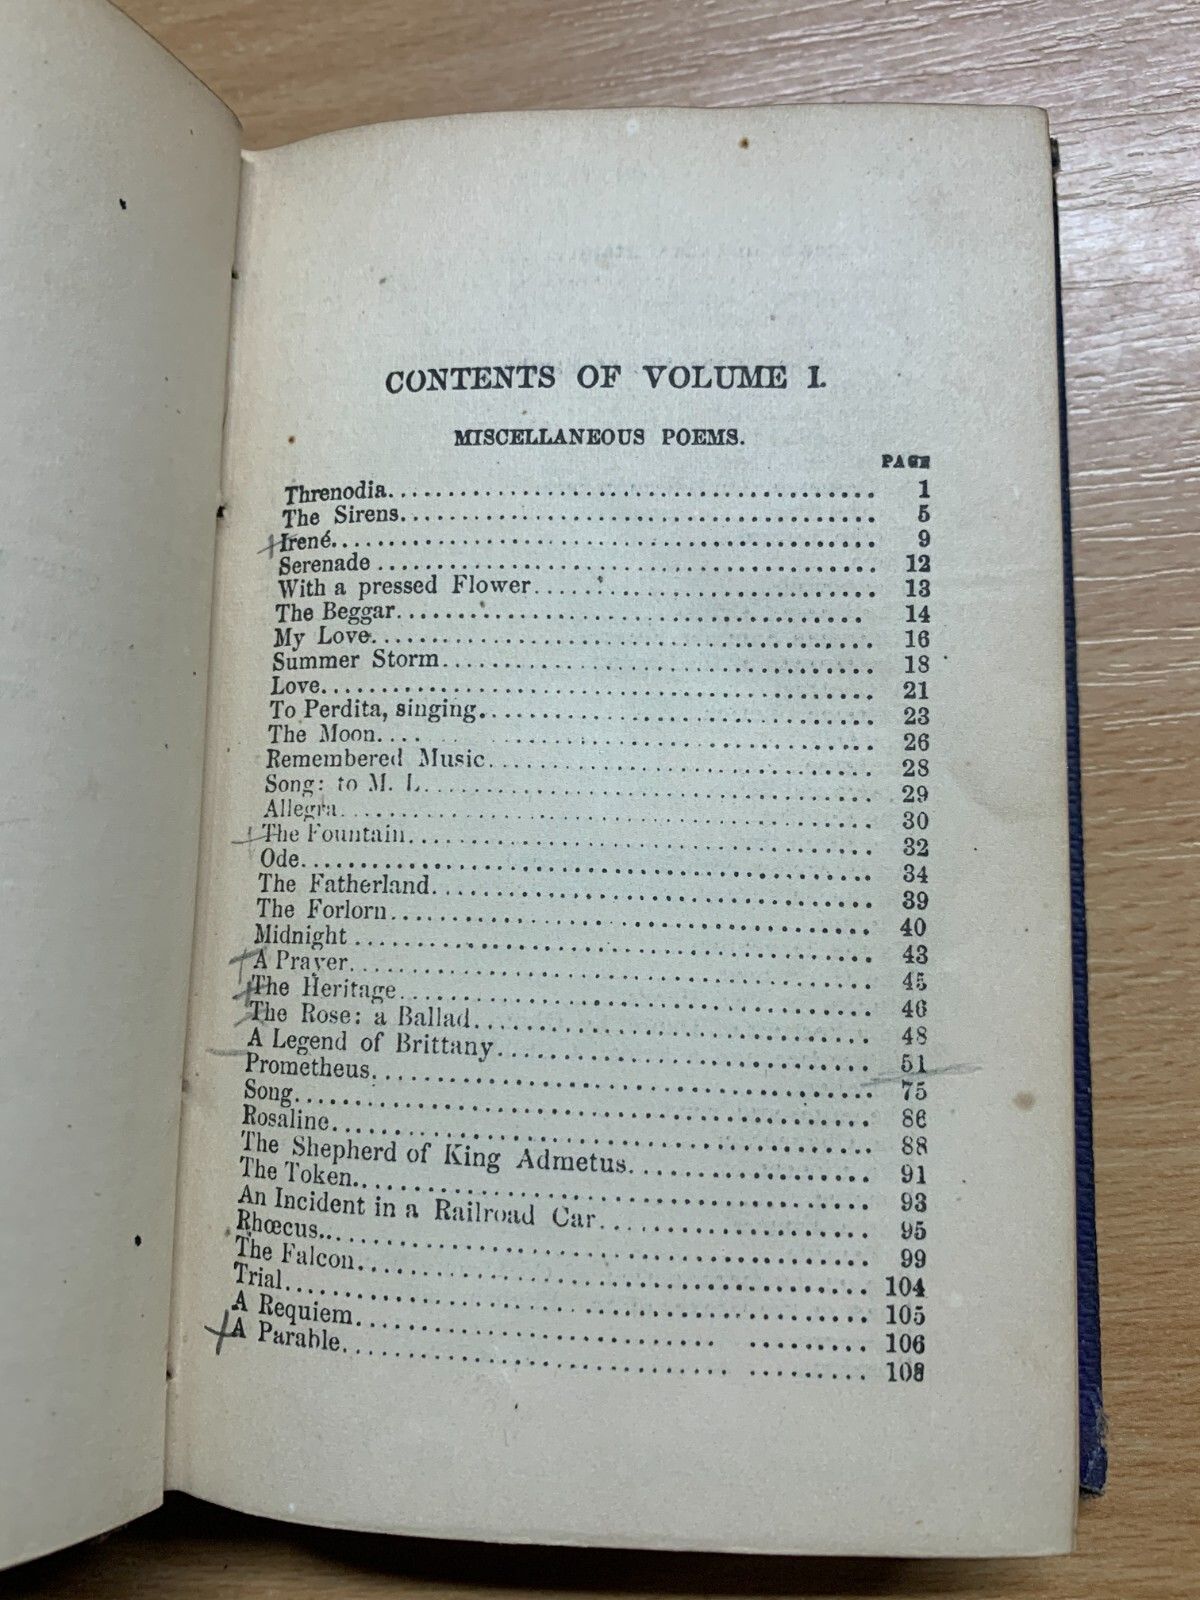 CONTENTS OF VOLUME I.
MISCELLANEOUS POEMS.
PAGE
Threnodia 1
The Sirens 5
Irené 9
Serenade 12
With a pressed Flower 13
The Beggar 14
My Love 16
Summer Storm 18
Love 21
To Perdita, singing 23
The Moon 26
Remembered Music 28
Song: to M. L. 29
Allegra 30
The Fountain 32
Ode 34
The Fatherland 39
The Forlorn 40
Midnight 43
A Prayer 45
The Heritage 46
The Rose: a Ballad 48
A Legend of Brittany 51
Prometheus 75
Song 86
Rosaline 88
The Shepherd of King Admetus 91
The Token 93
An Incident in a Railroad Car 95
Rhœcus 99
The Falcon 104
Trial 105
A Requiem 106
A Parable 108